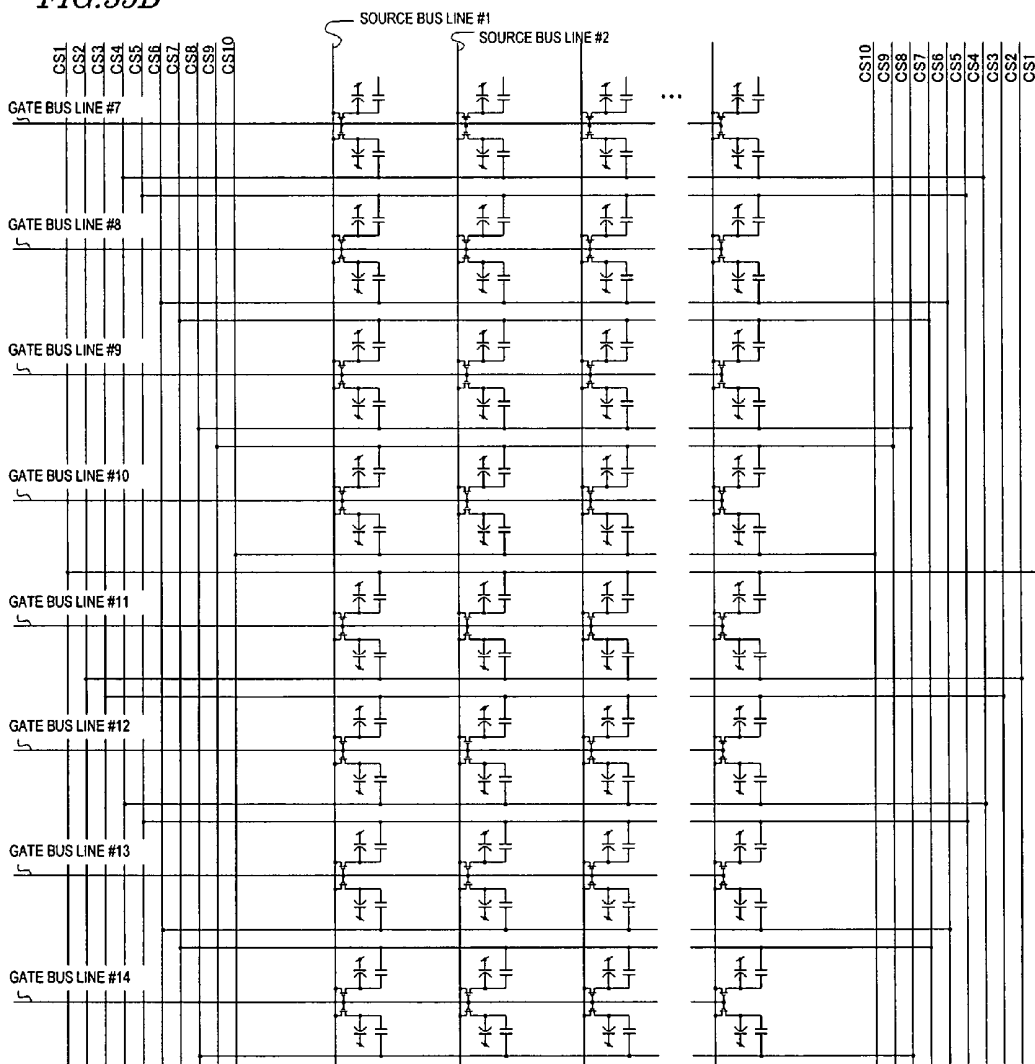 FIG.39B
SOURCE BUS LINE #1
SOURCE BUS LINE #2
CS1
CS2
CS3
CS4
CS5
CS6
CS7
CS8
CS9
CS10
CS10
CS9
CS8
CS7
CS6
CS5
CS4
CS3
CS2
CS1
GATE BUS LINE #7
...
GATE BUS LINE #8
GATE BUS LINE #9
GATE BUS LINE #10
GATE BUS LINE #11
GATE BUS LINE #12
GATE BUS LINE #13
GATE BUS LINE #14